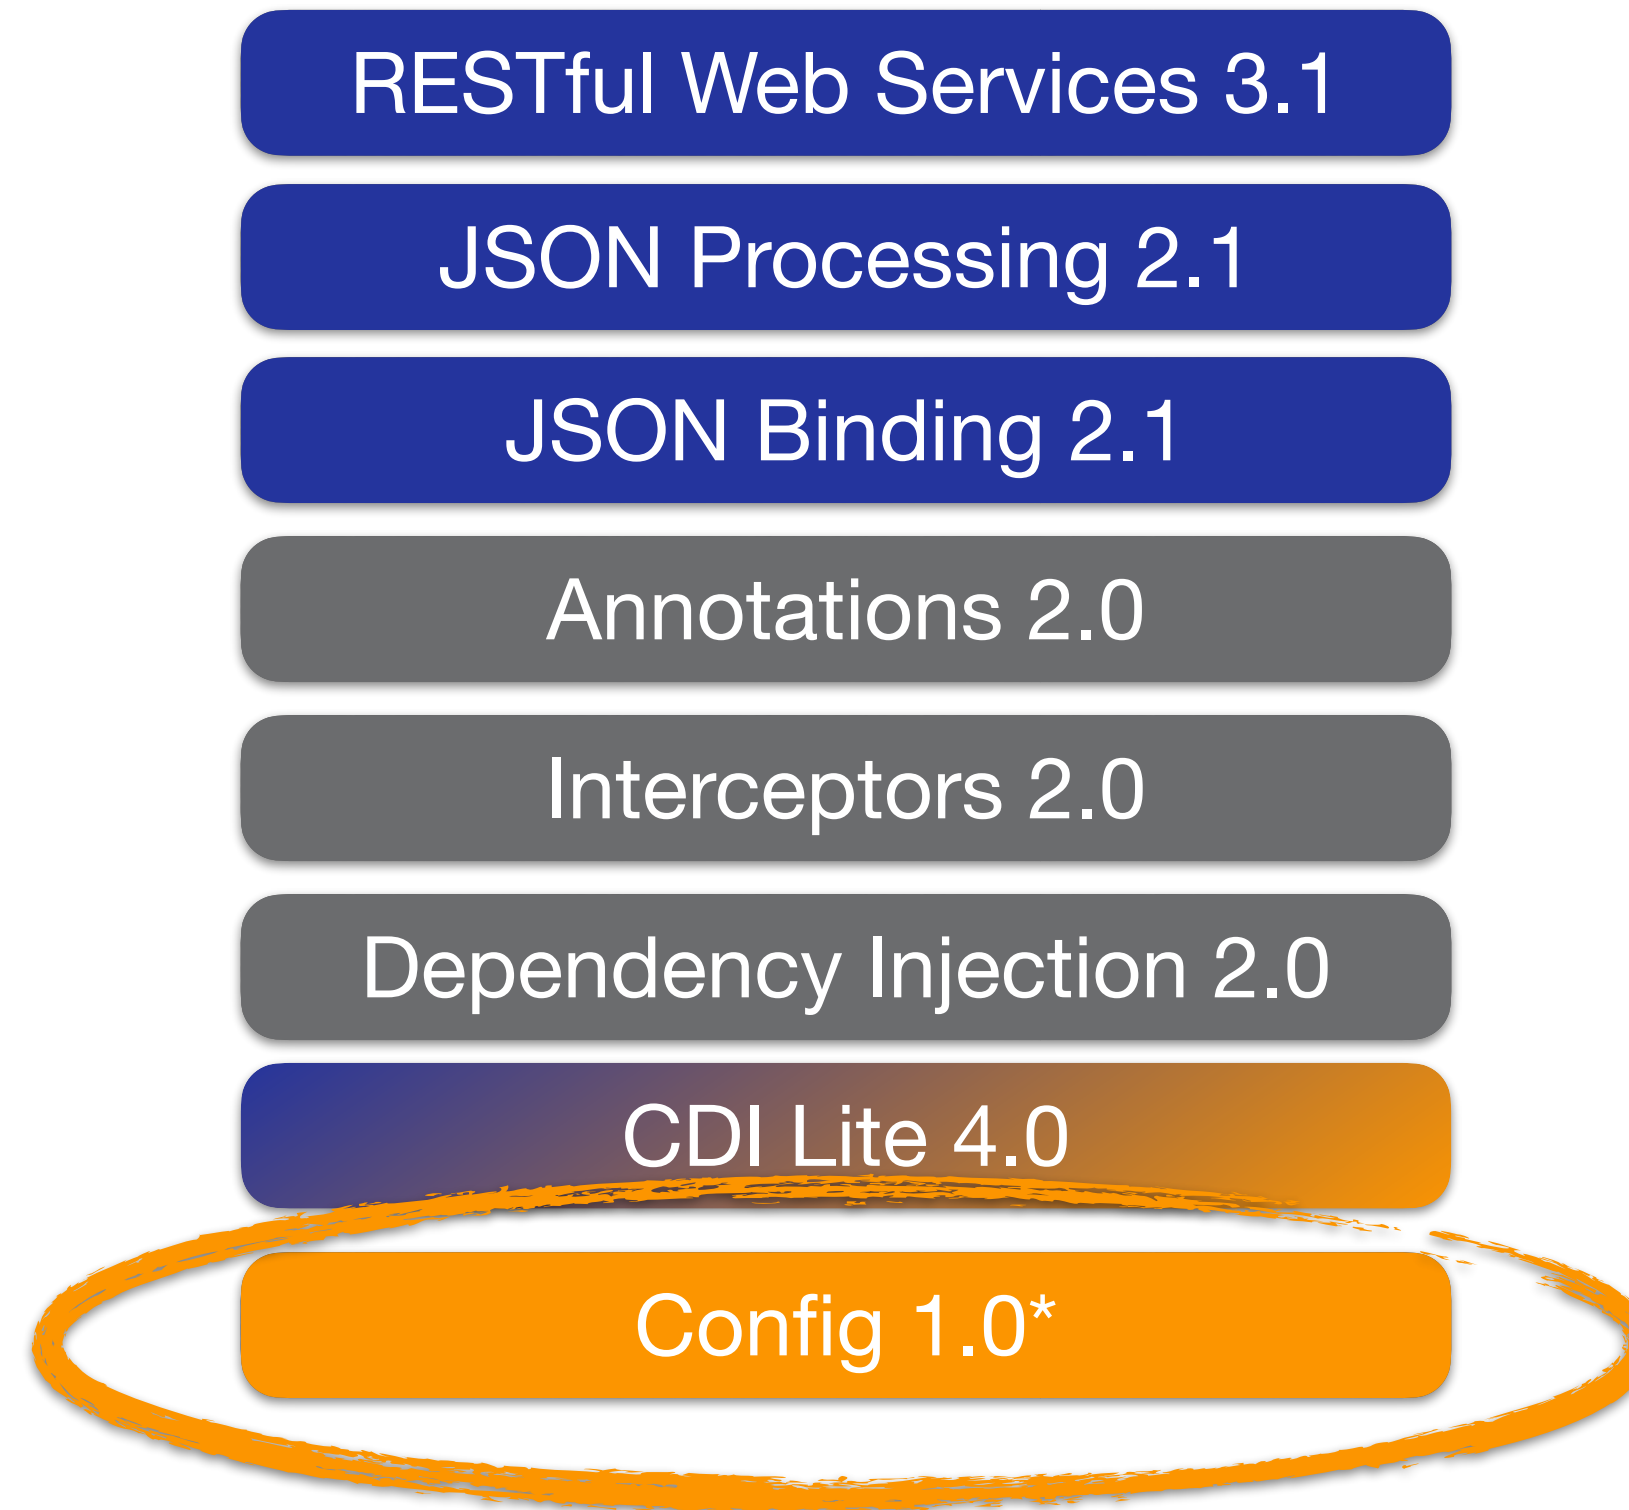 RESTful Web Services 3.1
JSON Processing 2.1
JSON Binding 2.1
Annotations 2.0
Interceptors 2.0
Dependency Injection 2.0
CDI Lite 4.0
Config 1.0*